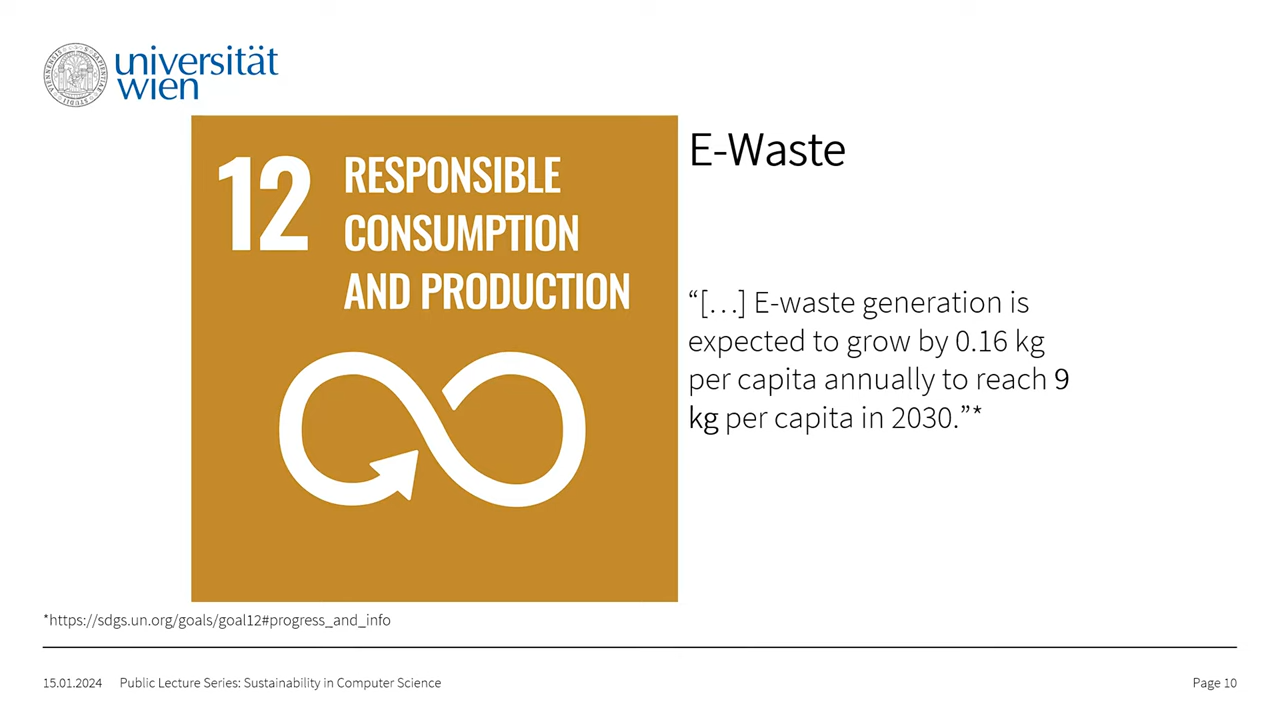 universität
wien
12
RESPONSIBLE
CONSUMPTION
AND PRODUCTION
E-Waste
“[…] E-waste generation is
expected to grow by 0.16 kg
per capita annually to reach 9
kg per capita in 2030.”*
*https://sdgs.un.org/goals/goal12#progress_and_info
15.01.2024 Public Lecture Series: Sustainability in Computer Science Page 10